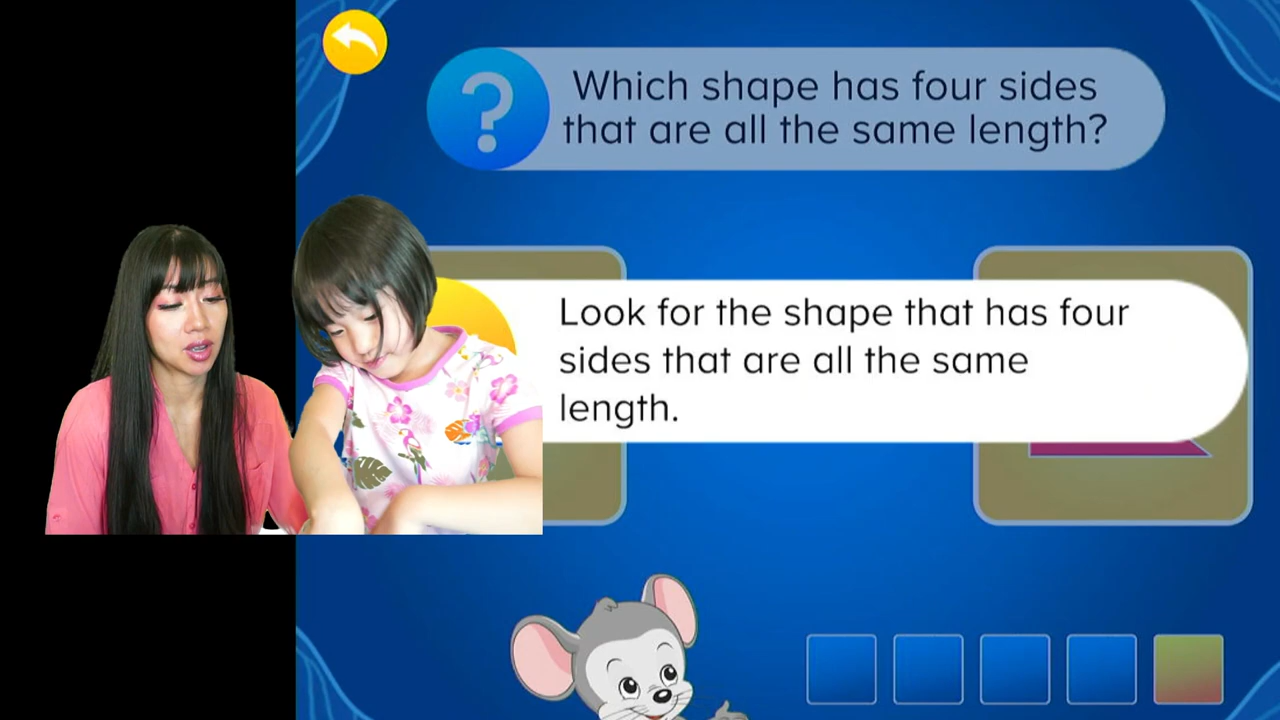 ?
Which shape has four sides
that are all the same length?
Look for the shape that has four
sides that are all the same
length.